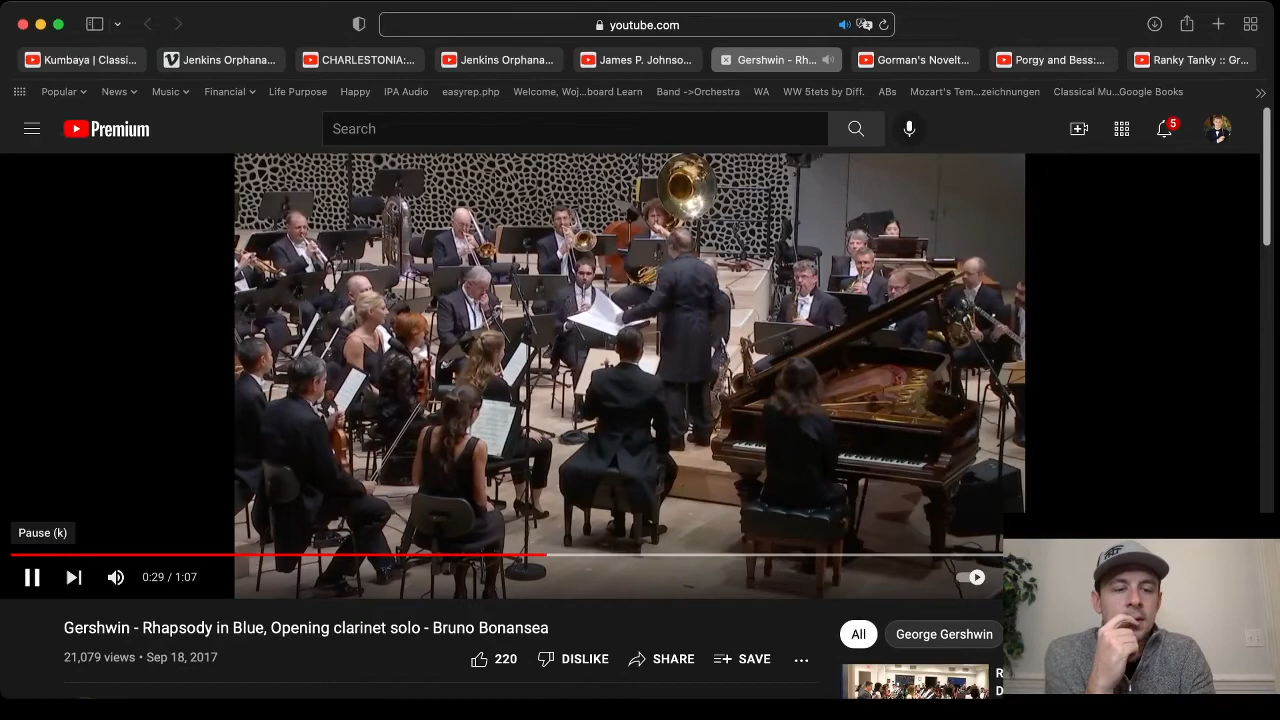 youtube.com
Kumbaya | Classi...
Jenkins Orphana...
CHARLESTONIA:...
Jenkins Orphana...
James P. Johnso...
Gershwin - Rh...
Gorman's Novelt...
Porgy and Bess:...
Ranky Tanky :: Gr...
Popular News Music Financial Life Purpose Happy IPA Audio easyrep.php Welcome, Woj...board Learn Band ->Orchestra WA WW 5tets by Diff. ABs Mozart's Tem...zeichnungen Classical Mu...Google Books
Premium
Search
5
Pause (k)
0:29 / 1:07
Gershwin - Rhapsody in Blue, Opening clarinet solo - Bruno Bonansea
21,079 views • Sep 18, 2017
220 DISLIKE SHARE SAVE ...
All
George Gershwin
R
D